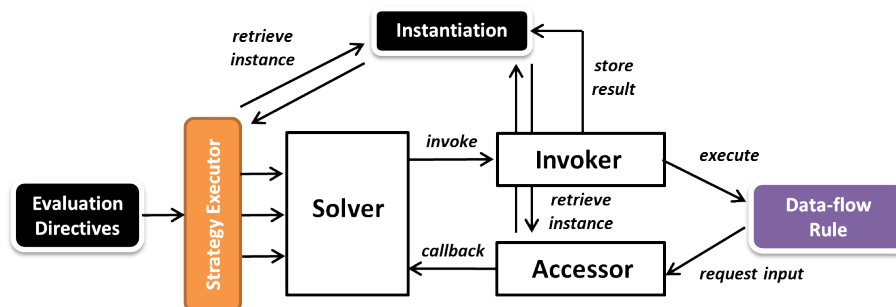 Instantiation
retrieve
instance
store
result
Strategy Executor
invoke
Invoker
execute
Evaluation
Directives
Solver
retrieve
instance
Data-flow
Rule
callback
Accessor
request input